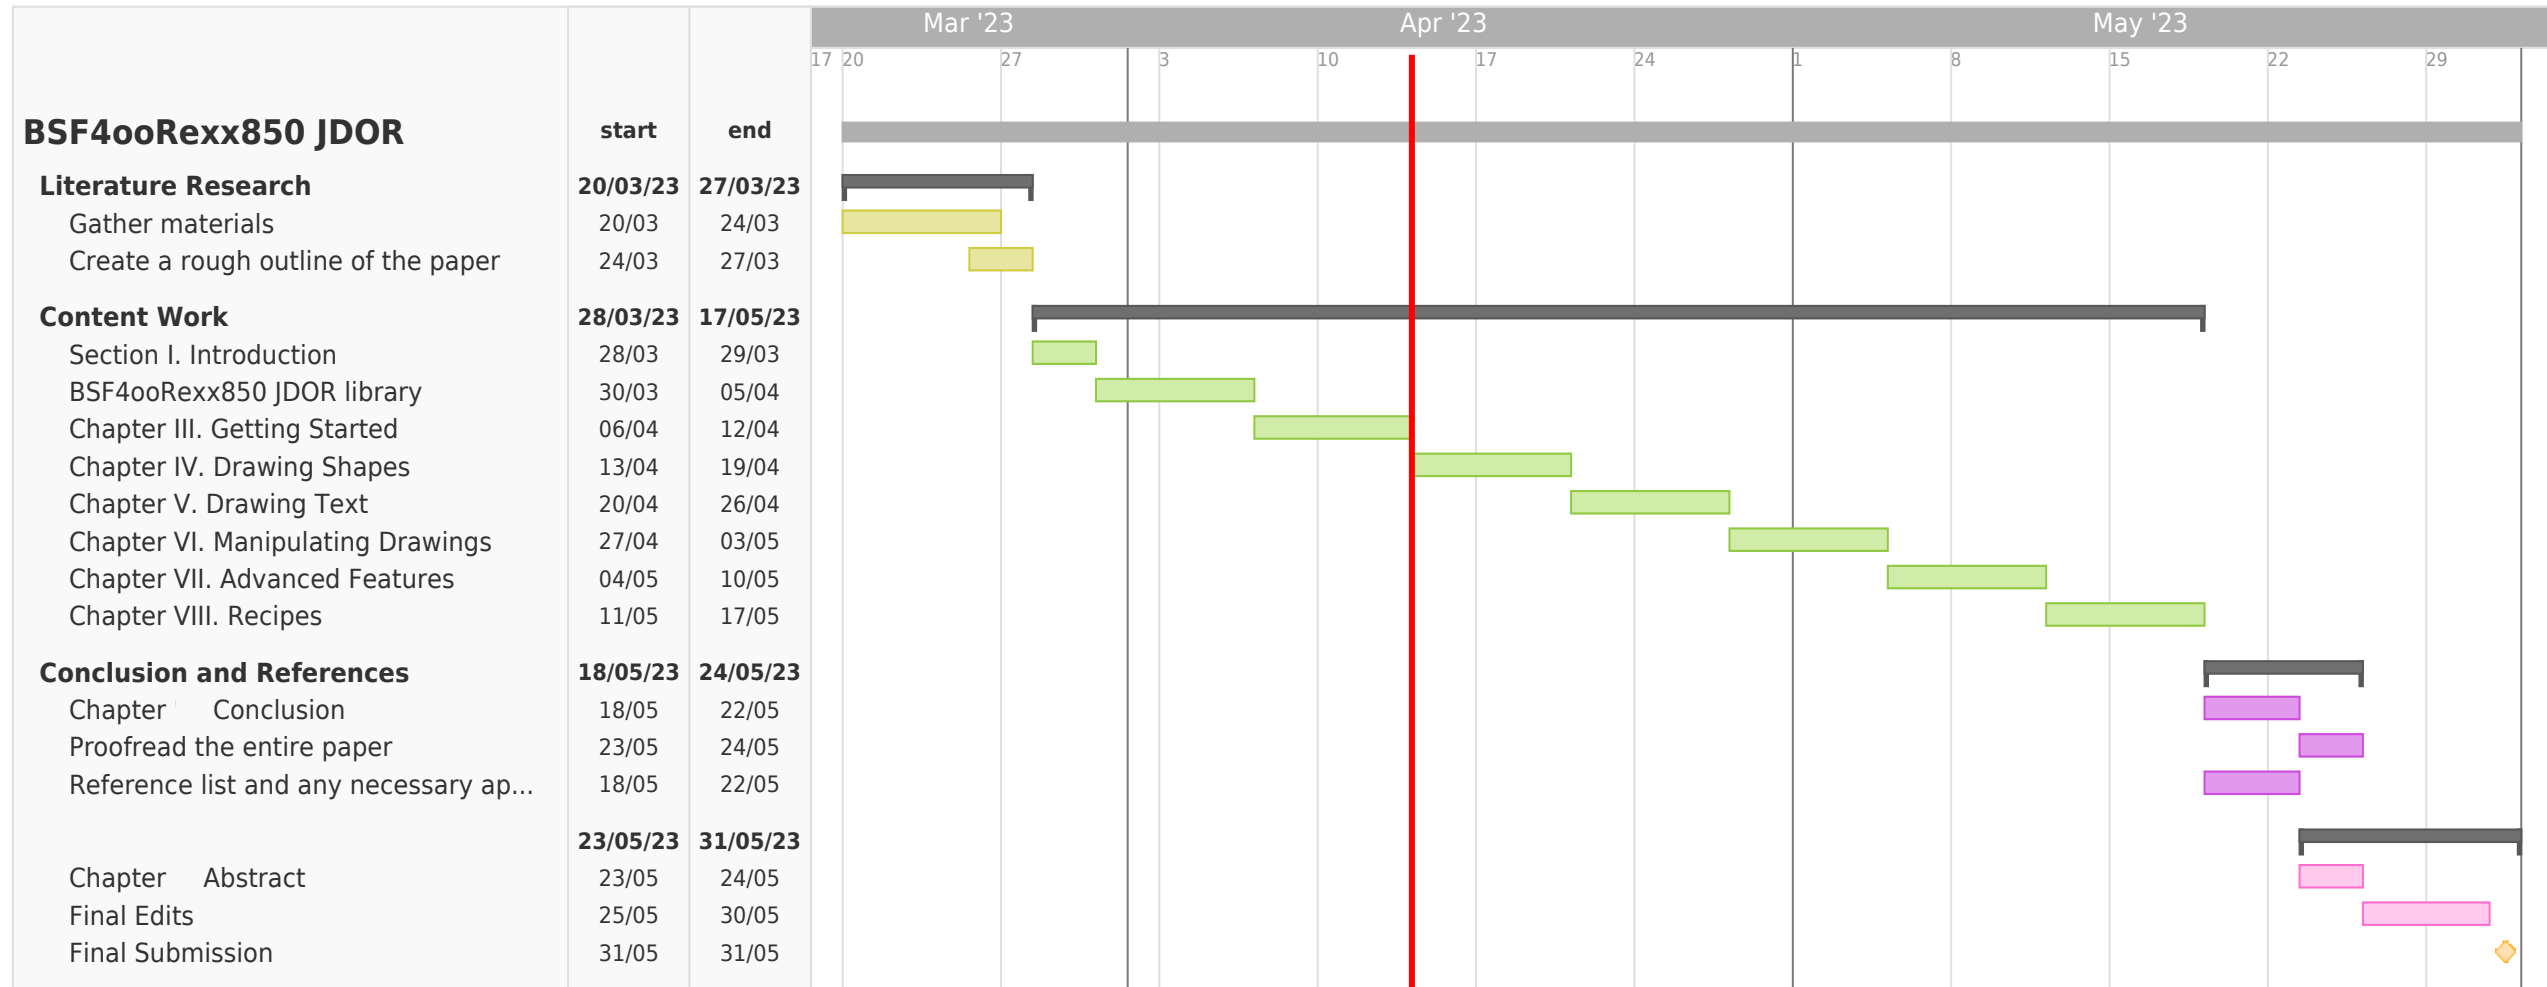 Mar '23 Apr '23 May '23
17 20 27 3 10 17 24 1 8 15 22 29
BSF4ooRexx850 JDOR start end
Literature Research 20/03/23 27/03/23
Gather materials 20/03 24/03
Create a rough outline of the paper 24/03 27/03
Content Work 28/03/23 17/05/23
Section I. Introduction 28/03 29/03
BSF4ooRexx850 JDOR library 30/03 05/04
Chapter III. Getting Started 06/04 12/04
Chapter IV. Drawing Shapes 13/04 19/04
Chapter V. Drawing Text 20/04 26/04
Chapter VI. Manipulating Drawings 27/04 03/05
Chapter VII. Advanced Features 04/05 10/05
Chapter VIII. Recipes 11/05 17/05
Conclusion and References 18/05/23 24/05/23
Chapter Conclusion 18/05 22/05
Proofread the entire paper 23/05 24/05
Reference list and any necessary ap... 18/05 22/05
23/05/23 31/05/23
Chapter Abstract 23/05 24/05
Final Edits 25/05 30/05
Final Submission 31/05 31/05